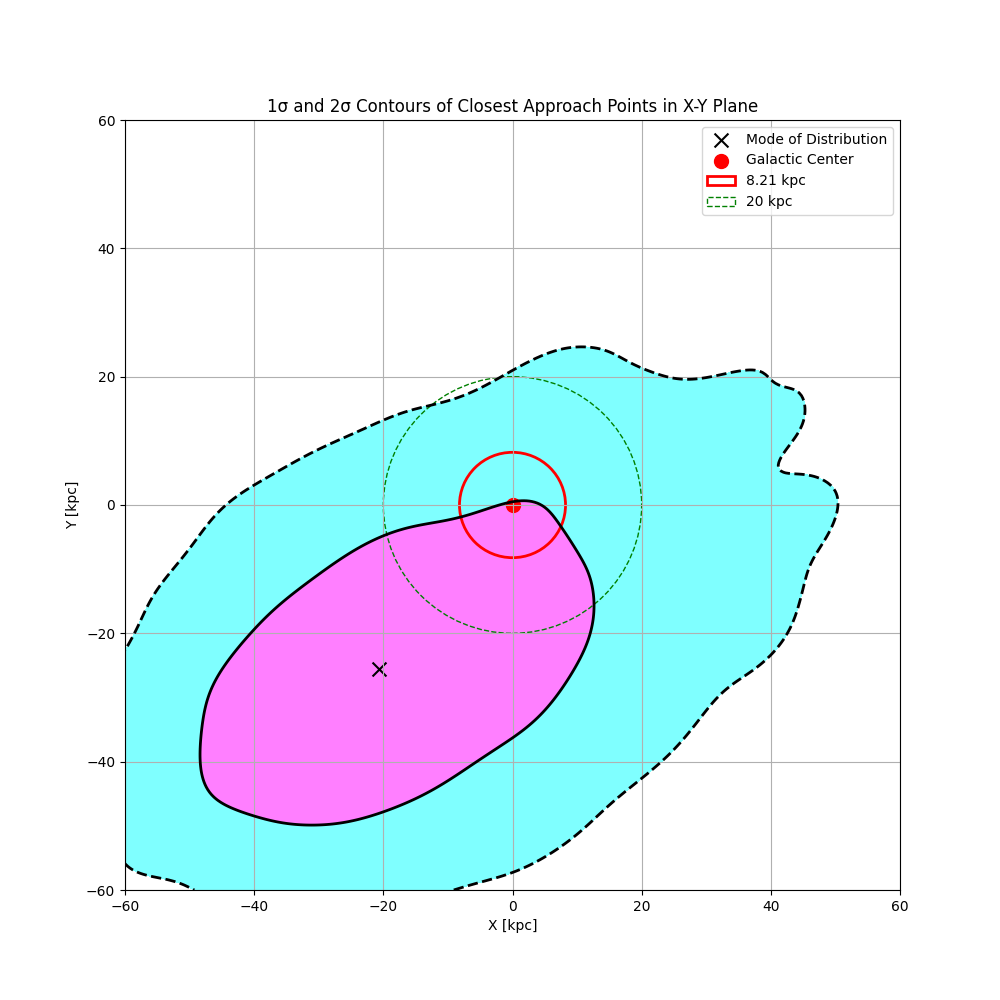 1σ and 2σ Contours of Closest Approach Points in X-Y Plane
Mode of Distribution
Galactic Center
8.21 kpc
20 kpc
60
40
20
0
−20
−40
−60
Y [kpc]
−60 −40 −20 0 20 40 60
X [kpc]